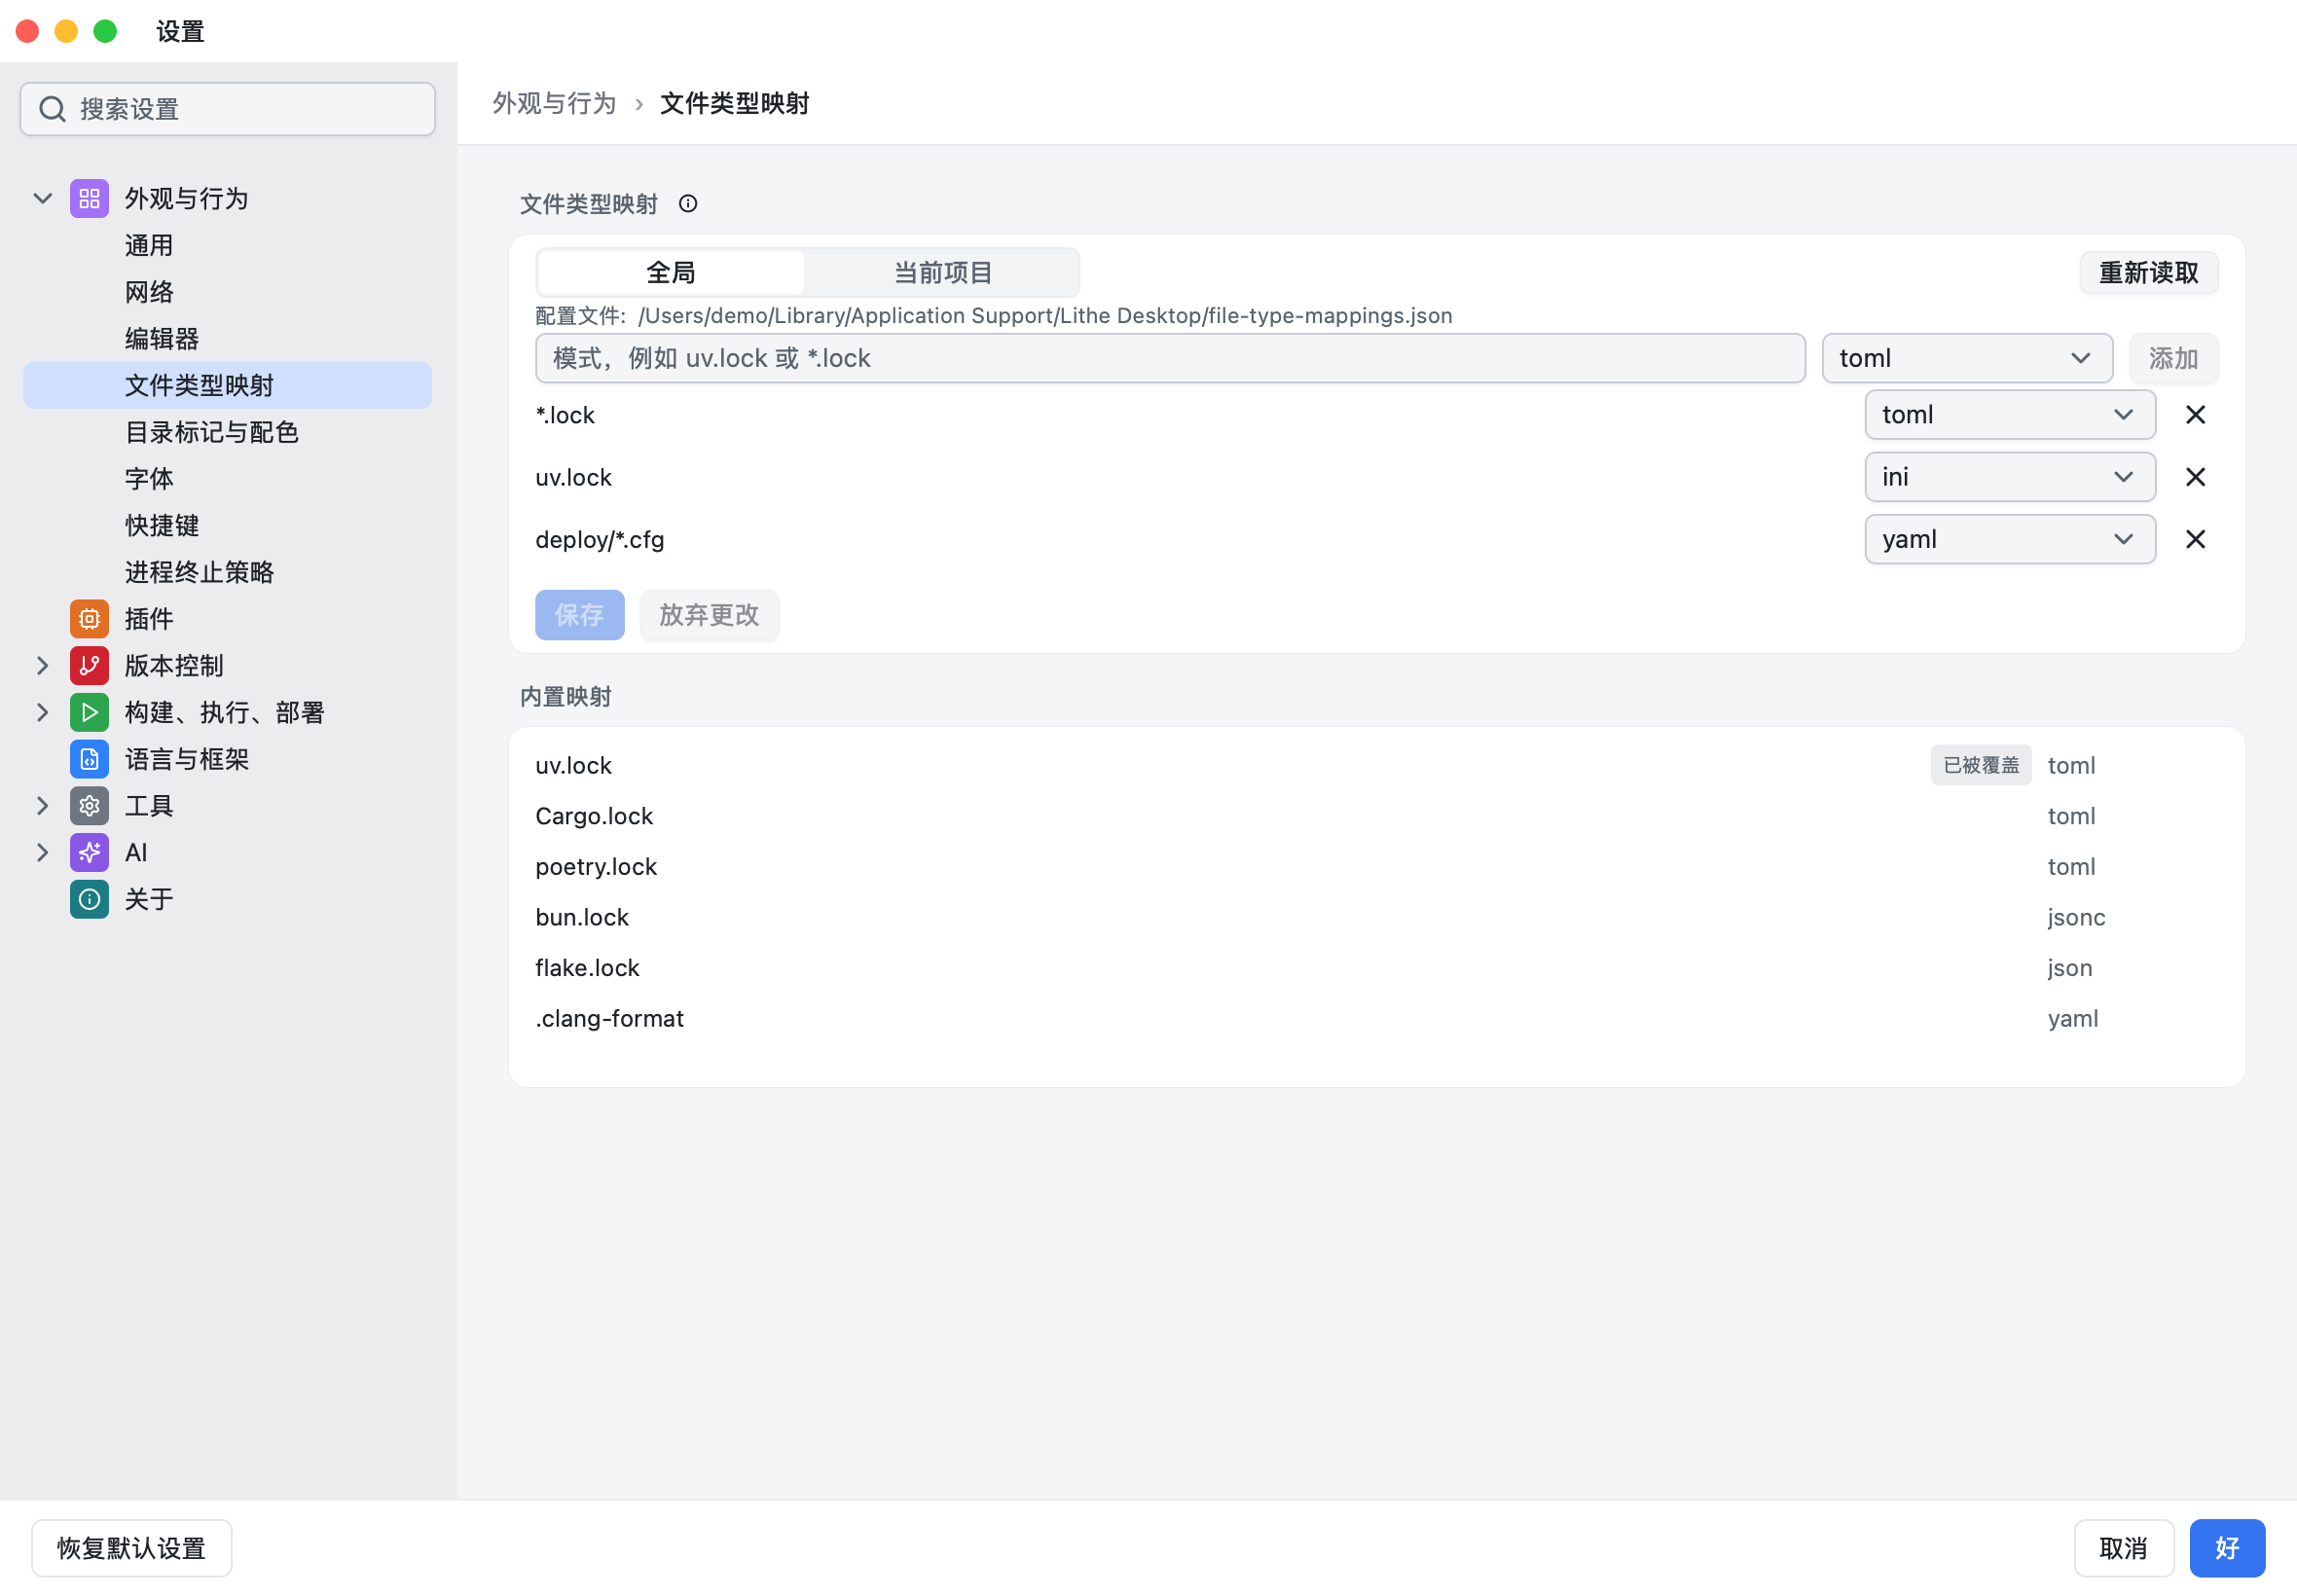 设置
搜索设置
外观与行为
通用
网络
编辑器
文件类型映射
目录标记与配色
字体
快捷键
进程终止策略
插件
版本控制
构建、执行、部署
语言与框架
工具
AI
关于
外观与行为 › 文件类型映射
文件类型映射
全局 当前项目 重新读取
配置文件: /Users/demo/Library/Application Support/Lithe Desktop/file-type-mappings.json
模式，例如 uv.lock 或 *.lock toml 添加
*.lock toml
uv.lock ini
deploy/*.cfg yaml
保存 放弃更改
内置映射
uv.lock 已被覆盖 toml
Cargo.lock toml
poetry.lock toml
bun.lock jsonc
flake.lock json
.clang-format yaml
恢复默认设置 取消 好